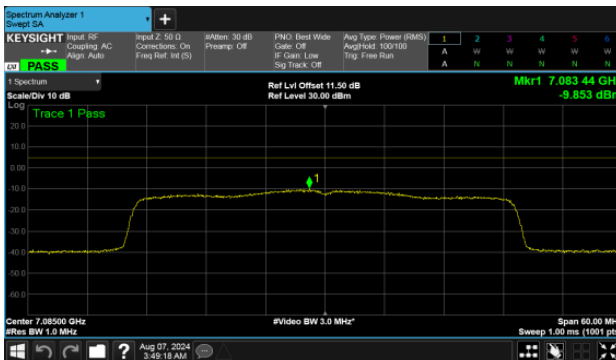 Spectrum Analyzer 1
Swept SA
KEYSIGHT
Input: RF
Coupling: AC
Align: Auto
Input Z: 50 Ω
Corrections: On
Freq Ref: Int (S)
#Atten: 30 dB
Preamp: Off
PNO: Best Wide
Gate: Off
IF Gain: Low
Sig Track: Off
Avg Type: Power (RMS)
Avg|Hold: 100/100
Trig: Free Run
1 2 3 4 5 6
A W W W W W
A N N N N N
LXI PASS
1 Spectrum
Scale/Div 10 dB
Ref Lvl Offset 11.50 dB
Ref Level 30.00 dBm
Mkr1 7.083 44 GH
-9.853 dBr
Log
Trace 1 Pass
20.0
10.0
0.00
-10.0
1
-20.0
-30.0
-40.0
-50.0
-60.0
Center 7.08500 GHz
#Res BW 1.0 MHz
#Video BW 3.0 MHz*
Span 60.00 MH
Sweep 1.00 ms (1001 pts
?
Aug 07, 2024
3:49:18 AM